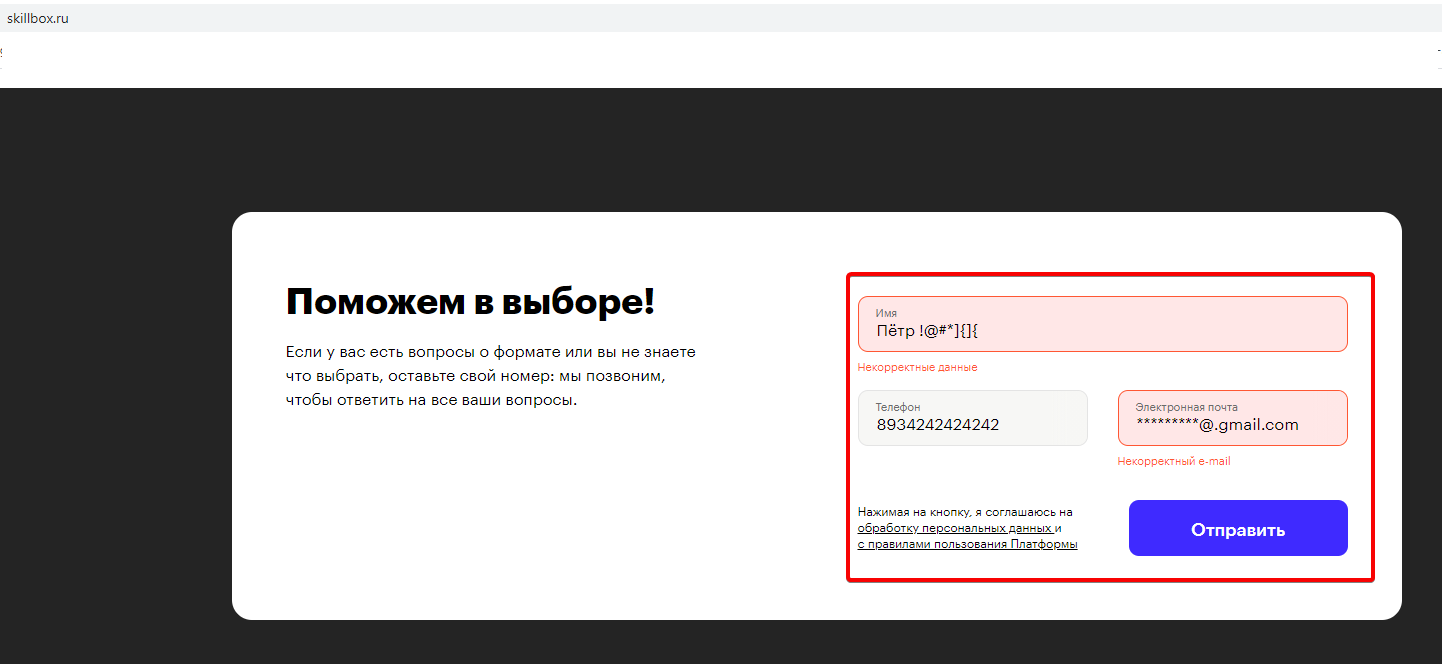 skillbox.ru
Поможем в выборе!
Если у вас есть вопросы о формате или вы не знаете
что выбрать, оставьте свой номер: мы позвоним,
чтобы ответить на все ваши вопросы.
Имя
Пётр !@#*]{]{
Некорректные данные
Телефон
8934242424242
Электронная почта
*********@.gmail.com
Некорректный e-mail
Нажимая на кнопку, я соглашаюсь на
обработку персональных данных и
с правилами пользования Платформы
Отправить